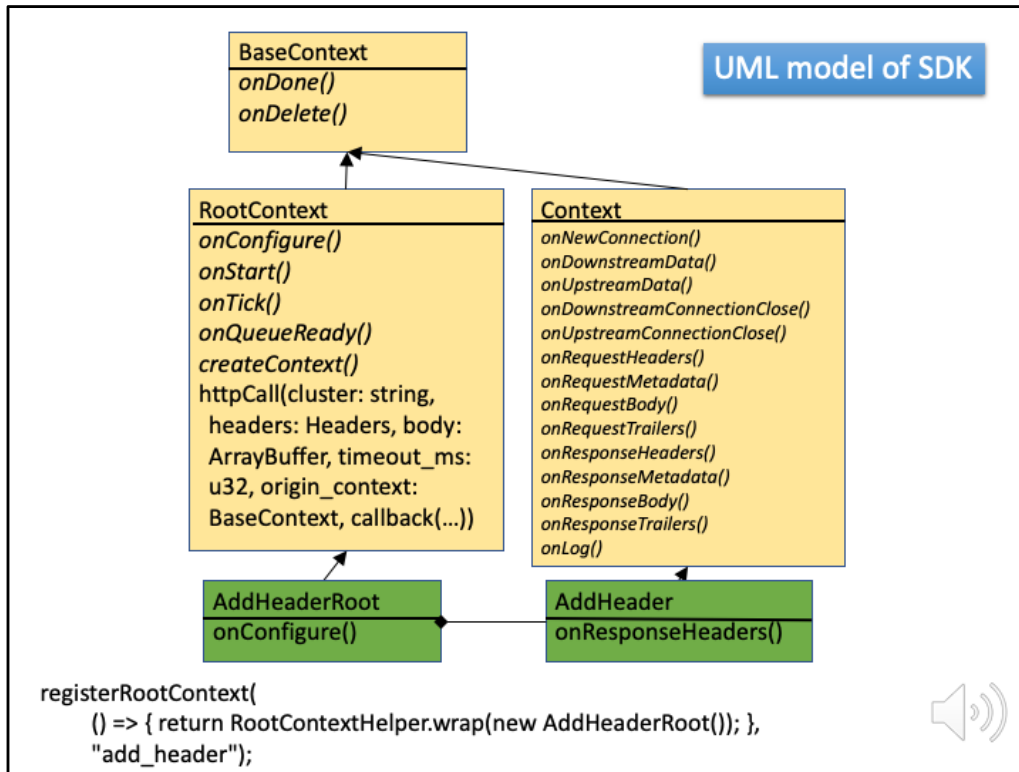 UML model of SDK
BaseContext
onDone()
onDelete()
RootContext
onConfigure()
onStart()
onTick()
onQueueReady()
createContext()
httpCall(cluster: string,
headers: Headers, body:
ArrayBuffer, timeout_ms:
u32, origin_context:
BaseContext, callback(...))
Context
onNewConnection()
onDownstreamData()
onUpstreamData()
onDownstreamConnectionClose()
onUpstreamConnectionClose()
onRequestHeaders()
onRequestMetadata()
onRequestBody()
onRequestTrailers()
onResponseHeaders()
onResponseMetadata()
onResponseBody()
onResponseTrailers()
onLog()
AddHeaderRoot
onConfigure()
AddHeader
onResponseHeaders()
registerRootContext(
() => { return RootContextHelper.wrap(new AddHeaderRoot()); },
"add_header");